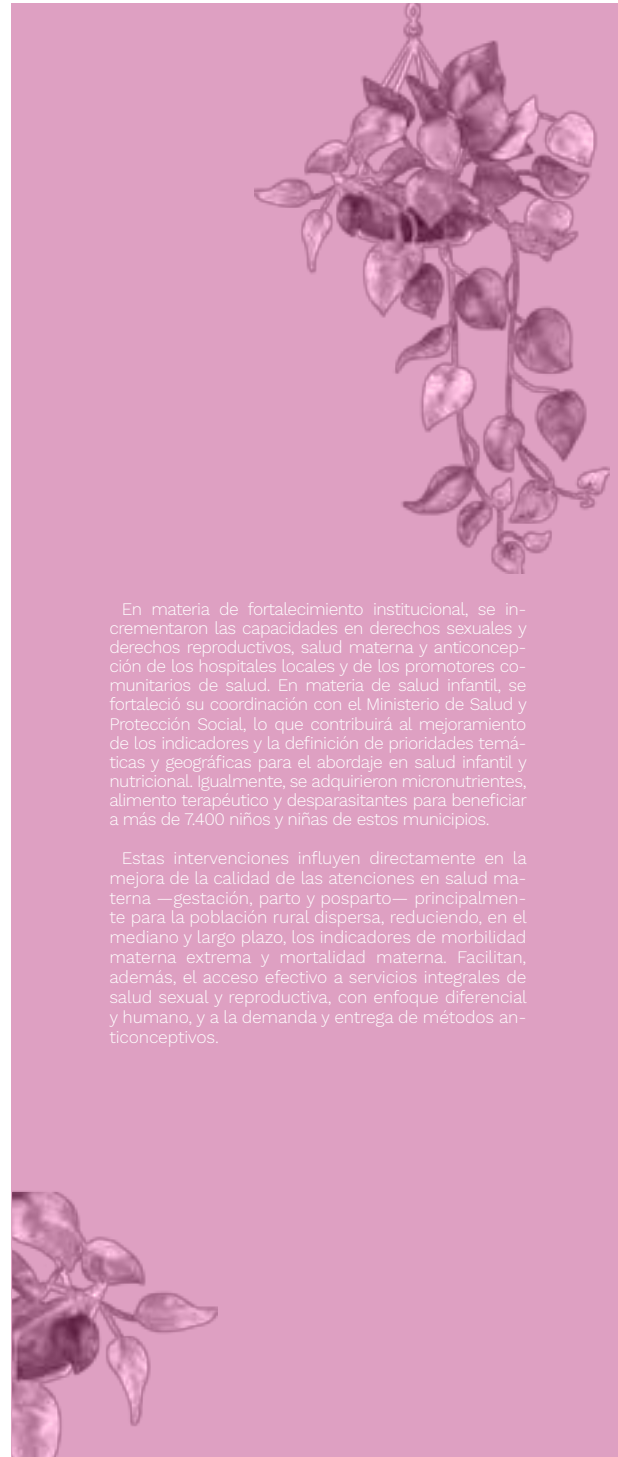 En materia de fortalecimiento institucional, se in-
crementaron las capacidades en derechos sexuales y
derechos reproductivos, salud materna y anticoncep-
ción de los hospitales locales y de los promotores co-
munitarios de salud. En materia de salud infantil, se
fortaleció su coordinación con el Ministerio de Salud y
Protección Social, lo que contribuirá al mejoramiento
de los indicadores y la definición de prioridades temá-
ticas y geográficas para el abordaje en salud infantil y
nutricional. Igualmente, se adquirieron micronutrientes,
alimento terapéutico y desparasitantes para beneficiar
a más de 7.400 niños y niñas de estos municipios.
Estas intervenciones influyen directamente en la
mejora de la calidad de las atenciones en salud ma-
terna —gestación, parto y posparto— principalmen-
te para la población rural dispersa, reduciendo, en el
mediano y largo plazo, los indicadores de morbilidad
materna extrema y mortalidad materna. Facilitan,
además, el acceso efectivo a servicios integrales de
salud sexual y reproductiva, con enfoque diferencial
y humano, y a la demanda y entrega de métodos an-
ticonceptivos.